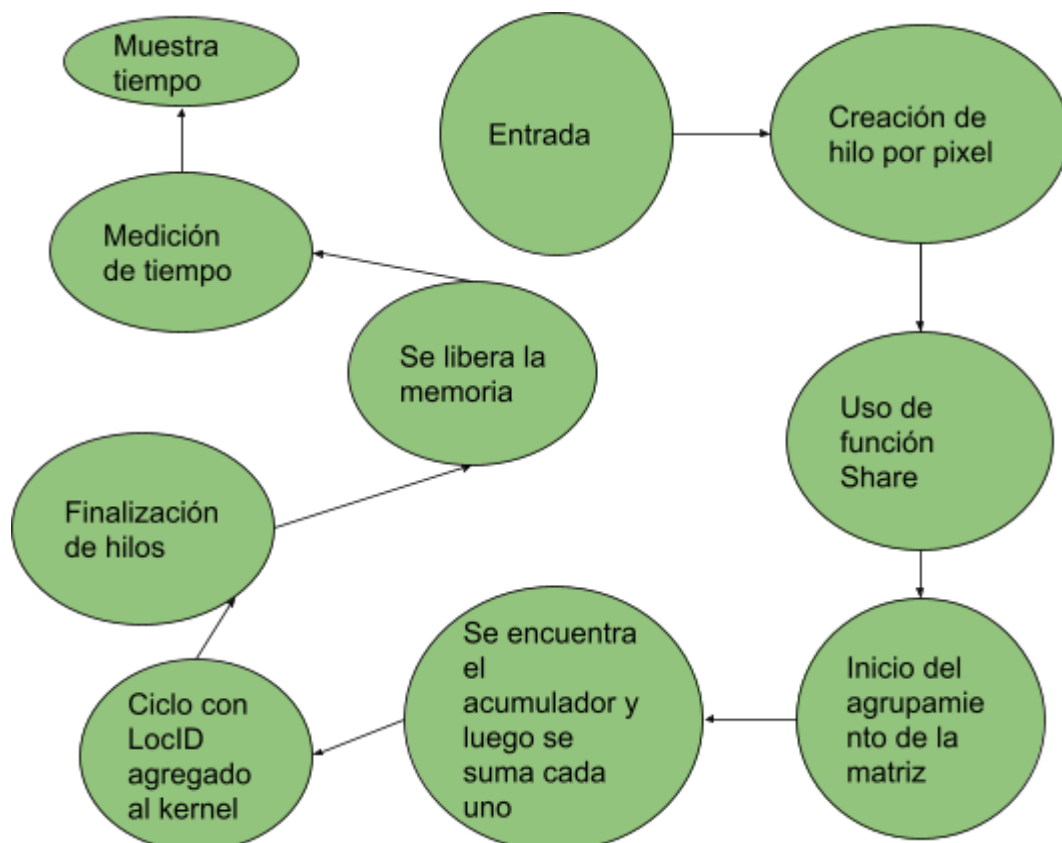 Entrada
Creación de
hilo por pixel
Uso de
función
Share
Inicio del
agrupamie
nto de la
matriz
Se encuentra
el
acumulador y
luego se
suma cada
uno
Ciclo con
LocID
agregado
al kernel
Finalización
de hilos
Se libera la
memoria
Medición
de tiempo
Muestra
tiempo